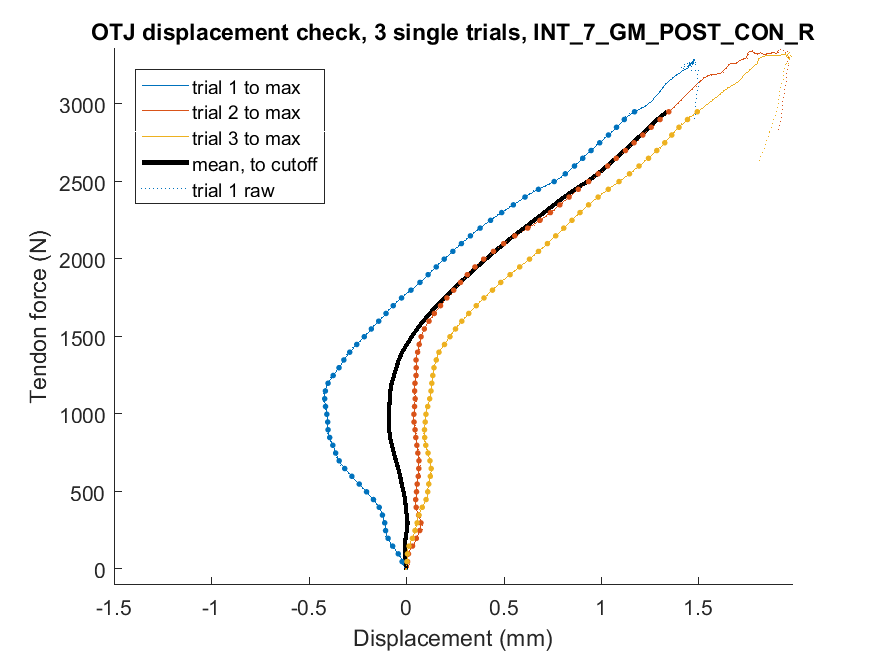 OTJ displacement check, 3 single trials, INT_7_GM_POST_CON_R
trial 1 to max
trial 2 to max
trial 3 to max
mean, to cutoff
trial 1 raw
3000
2500
2000
1500
1000
500
0
Tendon force (N)
-1.5 -1 -0.5 0 0.5 1 1.5
Displacement (mm)